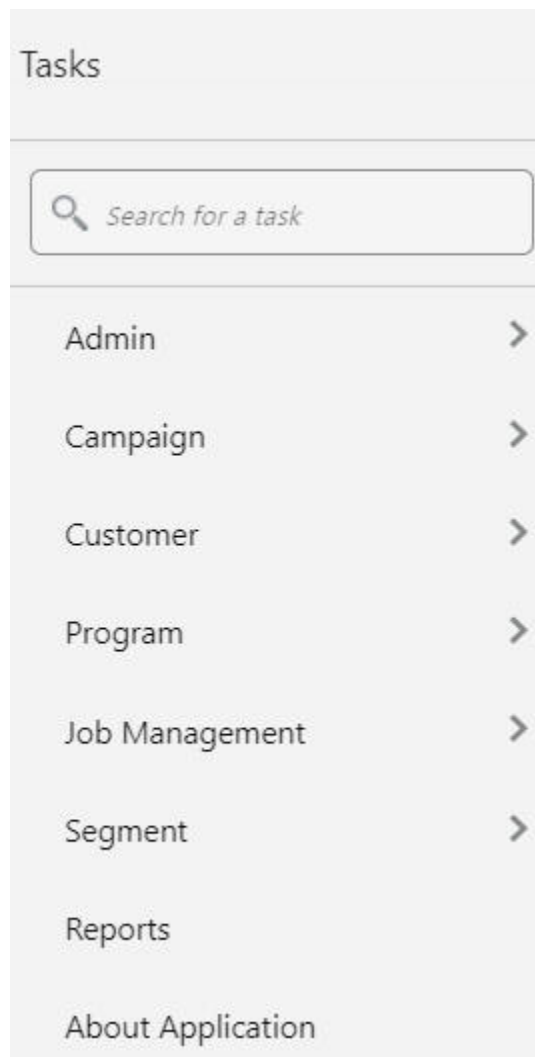 Tasks
Search for a task
Admin
Campaign
Customer
Program
Job Management
Segment
Reports
About Application